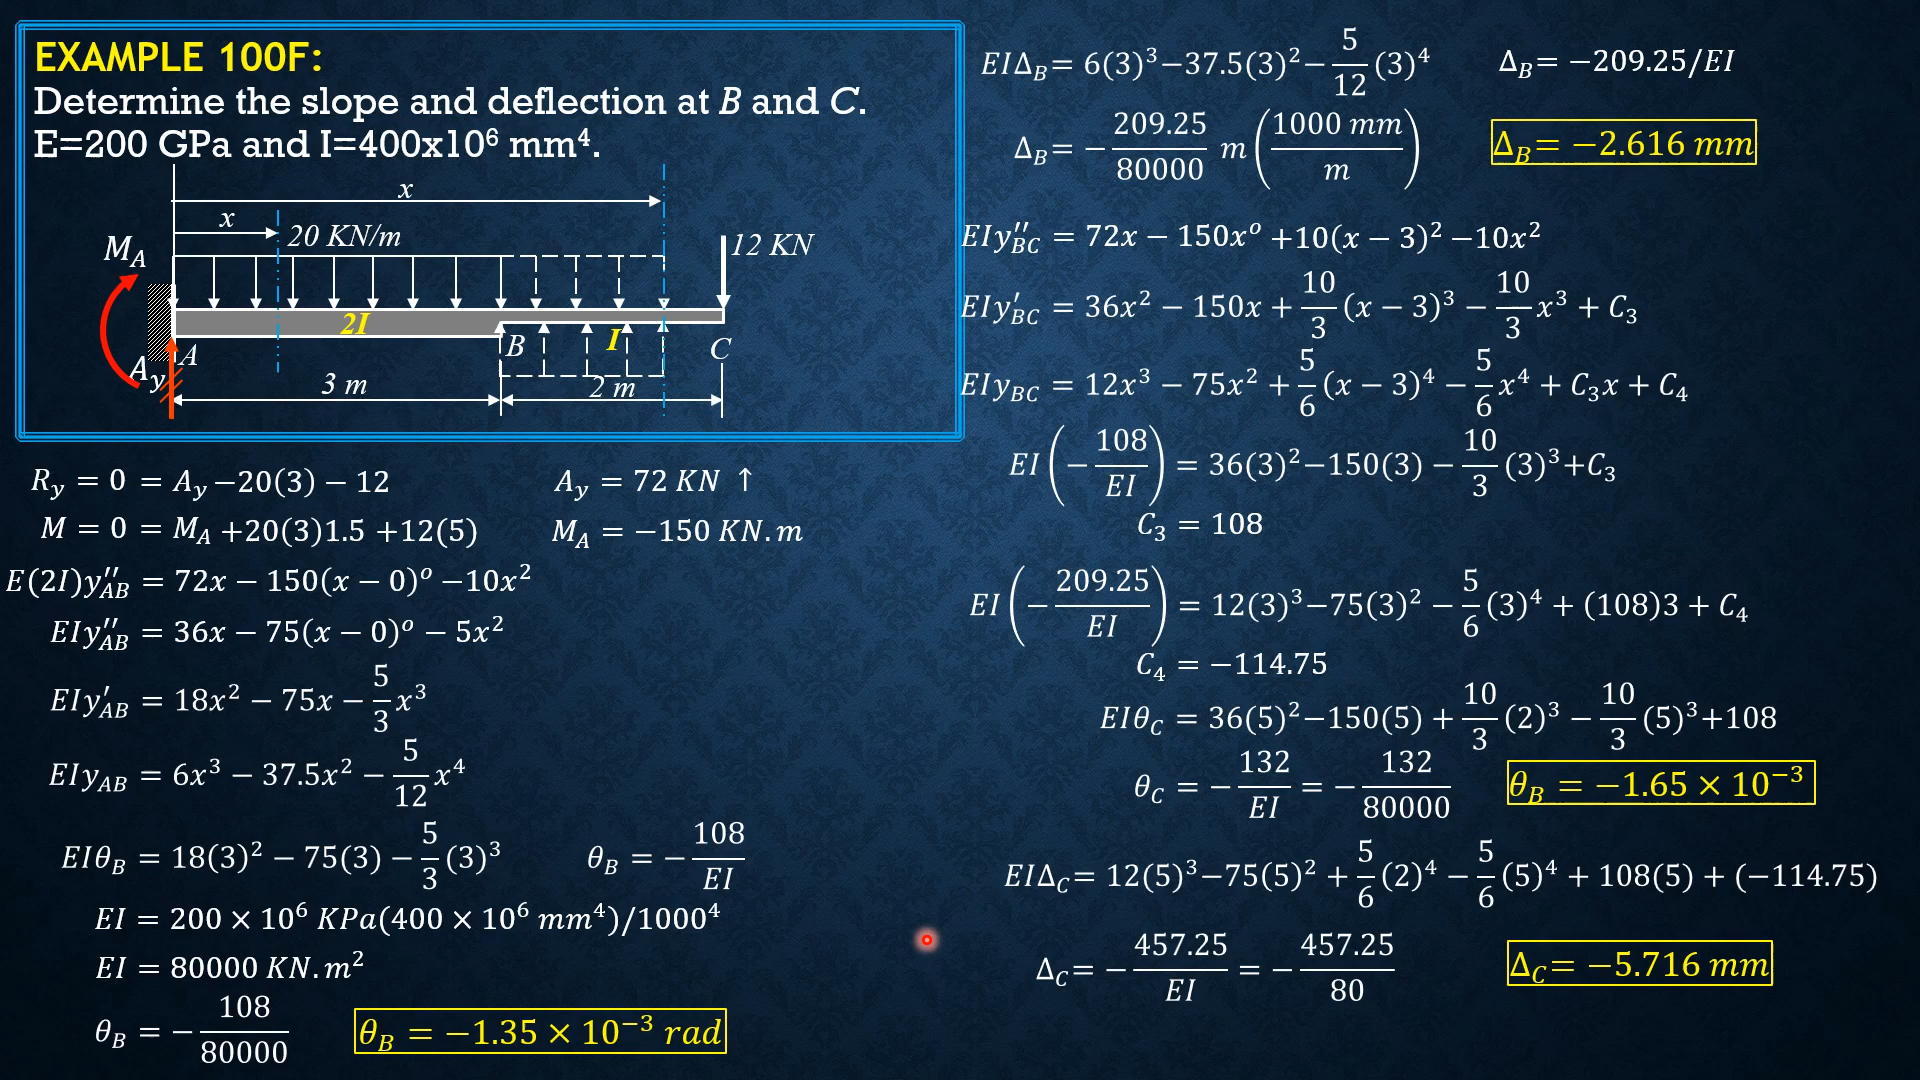 EXAMPLE 100F:
Determine the slope and deflection at B and C.
E=200 GPa and I=400x10⁶ mm⁴.
x
x
20 KN/m
12 KN
M_A
2I
I
A
B
C
A_y
3 m
2 m
R_y = 0 = A_y −20(3) − 12
A_y = 72 KN ↑
M = 0 = M_A +20(3)1.5 +12(5)
M_A = −150 KN.m
E(2I)y''_AB = 72x − 150(x − 0)ᵒ −10x²
EIy''_AB = 36x − 75(x − 0)ᵒ − 5x²
EIy'_AB = 18x² − 75x − 5/3 x³
EIy_AB = 6x³ − 37.5x² − 5/12 x⁴
EIθ_B = 18(3)² − 75(3) − 5/3 (3)³
θ_B = − 108/EI
EI = 200 × 10⁶ KPa(400 × 10⁶ mm⁴)/1000⁴
EI = 80000 KN.m²
θ_B = − 108/80000
θ_B = −1.35 × 10⁻³ rad
EIΔ_B= 6(3)³−37.5(3)²− 5/12 (3)⁴
Δ_B= −209.25/EI
Δ_B= − 209.25/80000 m (1000 mm/m)
Δ_B= −2.616 mm
EIy''_BC = 72x − 150xᵒ +10(x − 3)² −10x²
EIy'_BC = 36x² − 150x + 10/3 (x − 3)³ − 10/3 x³ + C₃
EIy_BC = 12x³ − 75x² + 5/6 (x − 3)⁴ − 5/6 x⁴ + C₃x + C₄
EI (− 108/EI) = 36(3)²−150(3) − 10/3 (3)³+C₃
C₃ = 108
EI (− 209.25/EI) = 12(3)³−75(3)² − 5/6 (3)⁴ + (108)3 + C₄
C₄ = −114.75
EIθ_C = 36(5)²−150(5) + 10/3 (2)³ − 10/3 (5)³+108
θ_C = − 132/EI = − 132/80000
θ_B = −1.65 × 10⁻³
EIΔ_C= 12(5)³−75(5)² + 5/6 (2)⁴ − 5/6 (5)⁴ + 108(5) + (−114.75)
Δ_C= − 457.25/EI = − 457.25/80
Δ_C= −5.716 mm